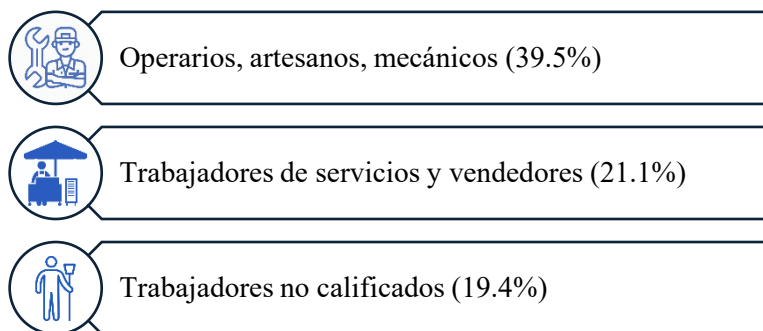 Operarios, artesanos, mecánicos (39.5%)
Trabajadores de servicios y vendedores (21.1%)
Trabajadores no calificados (19.4%)